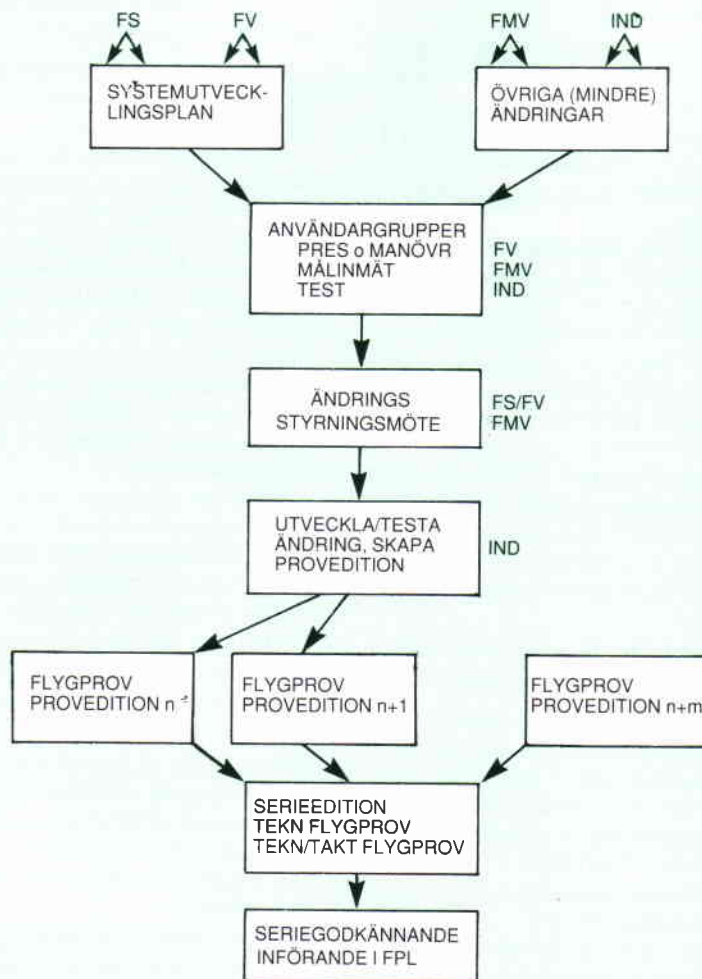 FS FV FMV IND
SYSTEMUTVECK-
LINGSPLAN
ÖVRIGA (MINDRE)
ÄNDRINGAR
ANVÄNDARGRUPPER
PRES o MANÖVR
MÅLINMÄT
TEST
FV
FMV
IND
ÄNDRINGS
STYRNINGSMÖTE
FS/FV
FMV
UTVECKLA/TESTA
ÄNDRING, SKAPA
PROVEDITION
IND
FLYGPROV
PROVEDITION n
FLYGPROV
PROVEDITION n+1
FLYGPROV
PROVEDITION n+m
SERIEEDITION
TEKN FLYGPROV
TEKN/TAKT FLYGPROV
SERIEGODKÄNNANDE
INFÖRANDE I FPL